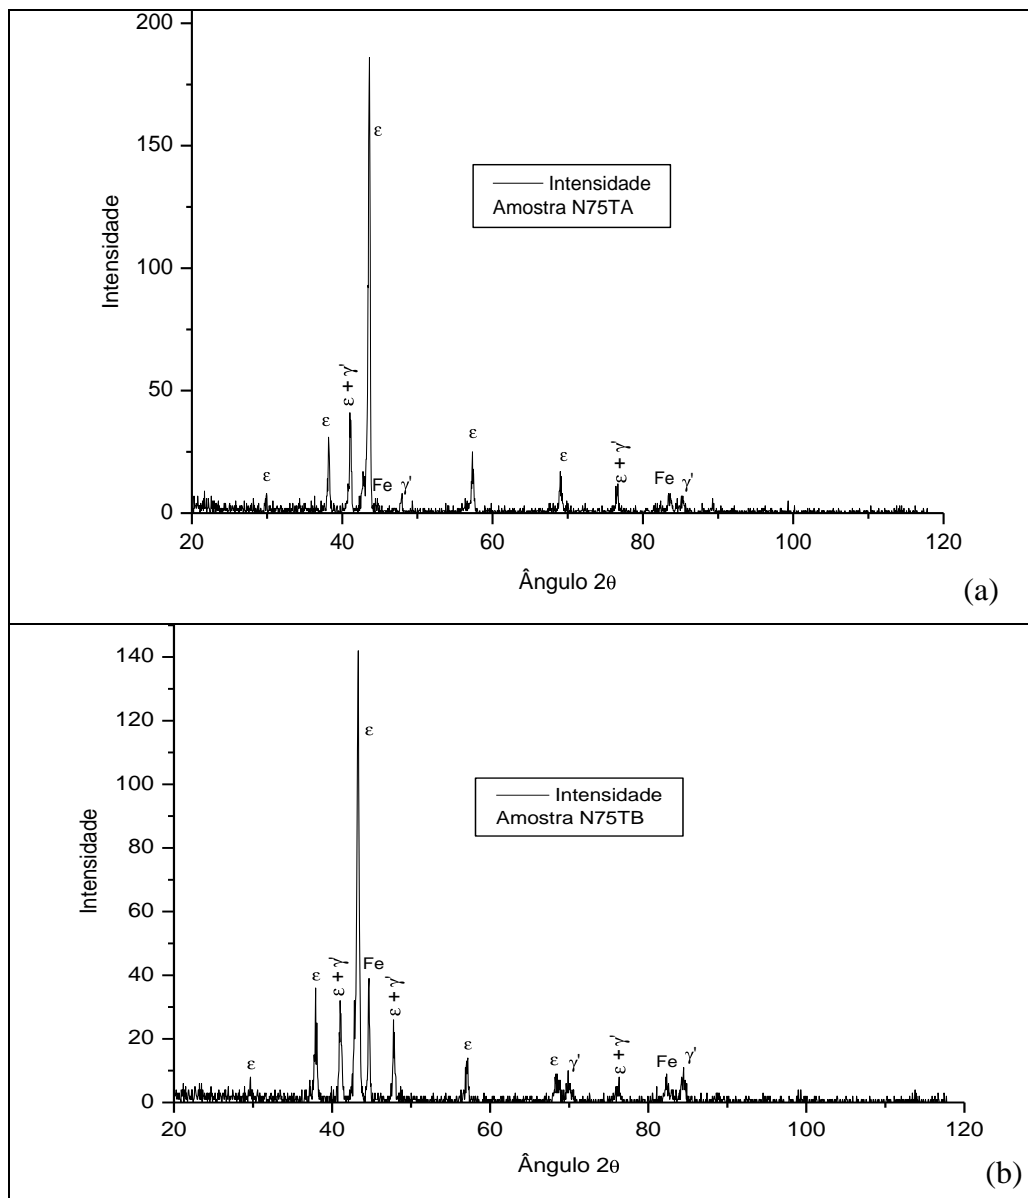 200
150
100
50
0
Intensidade
ε
Intensidade
Amostra N75TA
ε
ε
ε + γ'
Fe
γ'
ε
ε
ε + γ'
Fe
γ'
20
40
60
80
100
120
Ângulo 2θ
(a)
140
120
100
80
60
40
20
0
Intensidade
ε
Intensidade
Amostra N75TB
ε
ε
ε + γ'
Fe
ε + γ'
ε
ε
γ'
ε + γ'
Fe
γ'
20
40
60
80
100
120
Ângulo 2θ
(b)